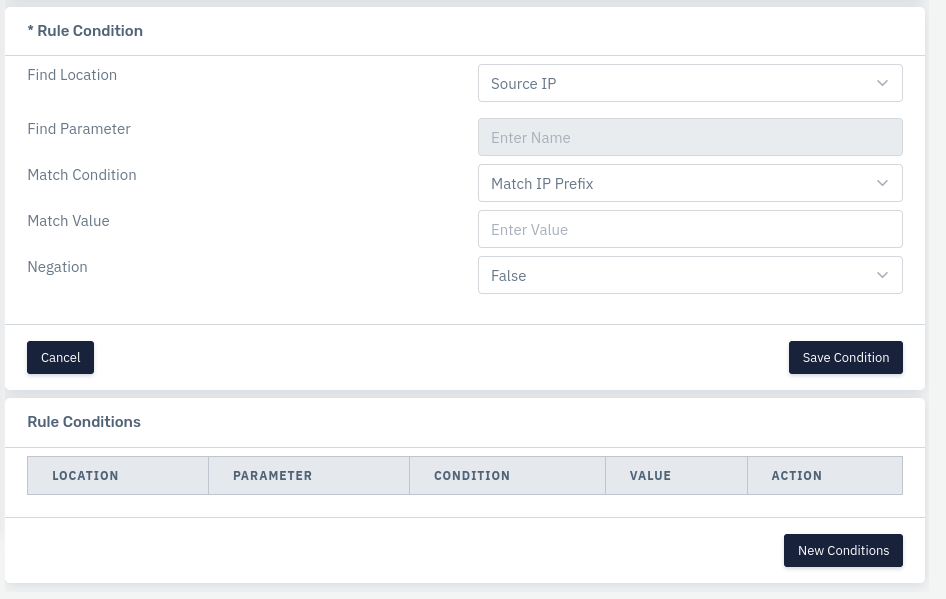 * Rule Condition
Find Location
Source IP
Find Parameter
Enter Name
Match Condition
Match IP Prefix
Match Value
Enter Value
Negation
False
Cancel
Save Condition
Rule Conditions
LOCATION PARAMETER CONDITION VALUE ACTION
New Conditions